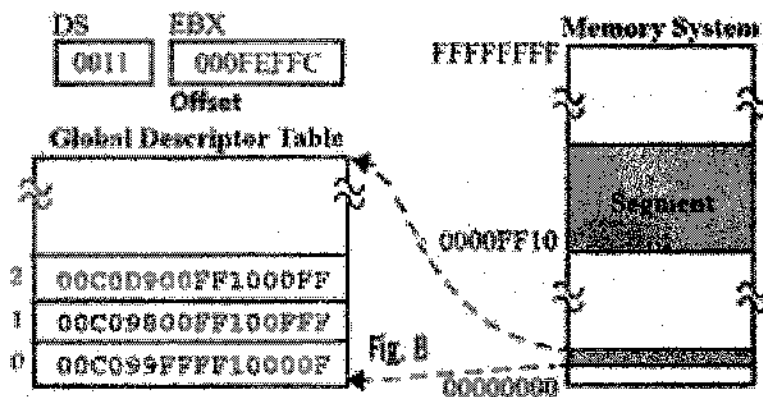 DS EBX
0011 000FEFFC
Offset
Global Descriptor Table
Memory System
FFFFFFFF
Segment
0000FF10
2 00C0D900FF1000FF
1 00C09800FF100FFF
0 00C099FFFF10000F
Fig. B
00000000